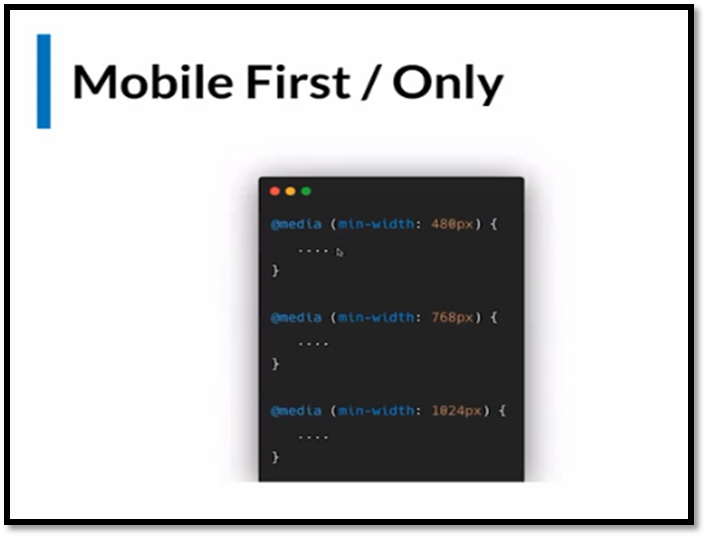 Mobile First / Only
@media (min-width: 480px) {
....
}
@media (min-width: 768px) {
....
}
@media (min-width: 1024px) {
....
}